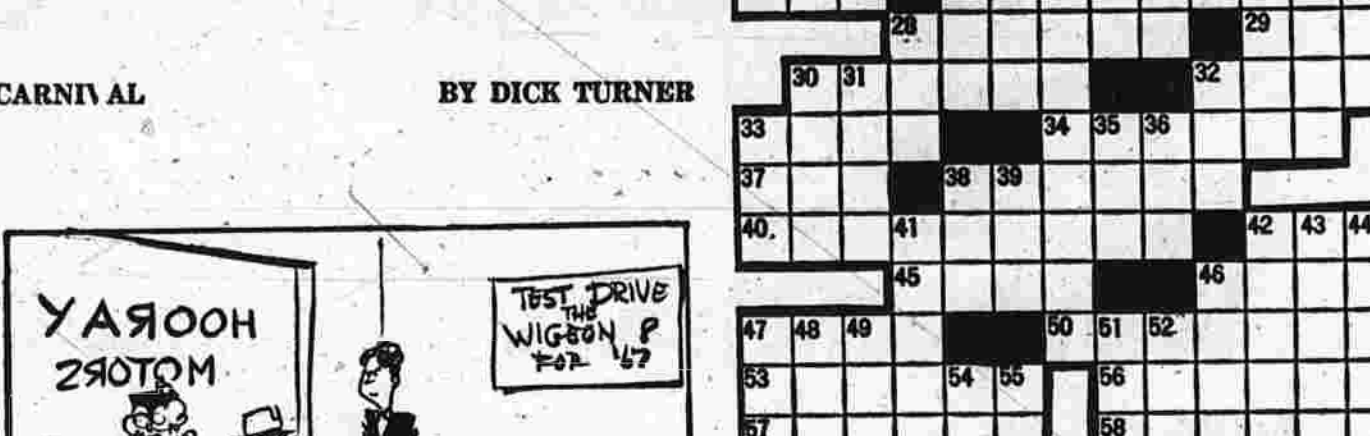 CARNIVAL BY DICK TURNER
YAROOH
MOTORS
TEST DRIVE
THE
WIGEON 8
FOR '67
28 29
30 31 32
33 34 35 36
37 38 39
40. 41 42 43 44
45 46
47 48 49 50 51 52
53 54 55 56
57 58